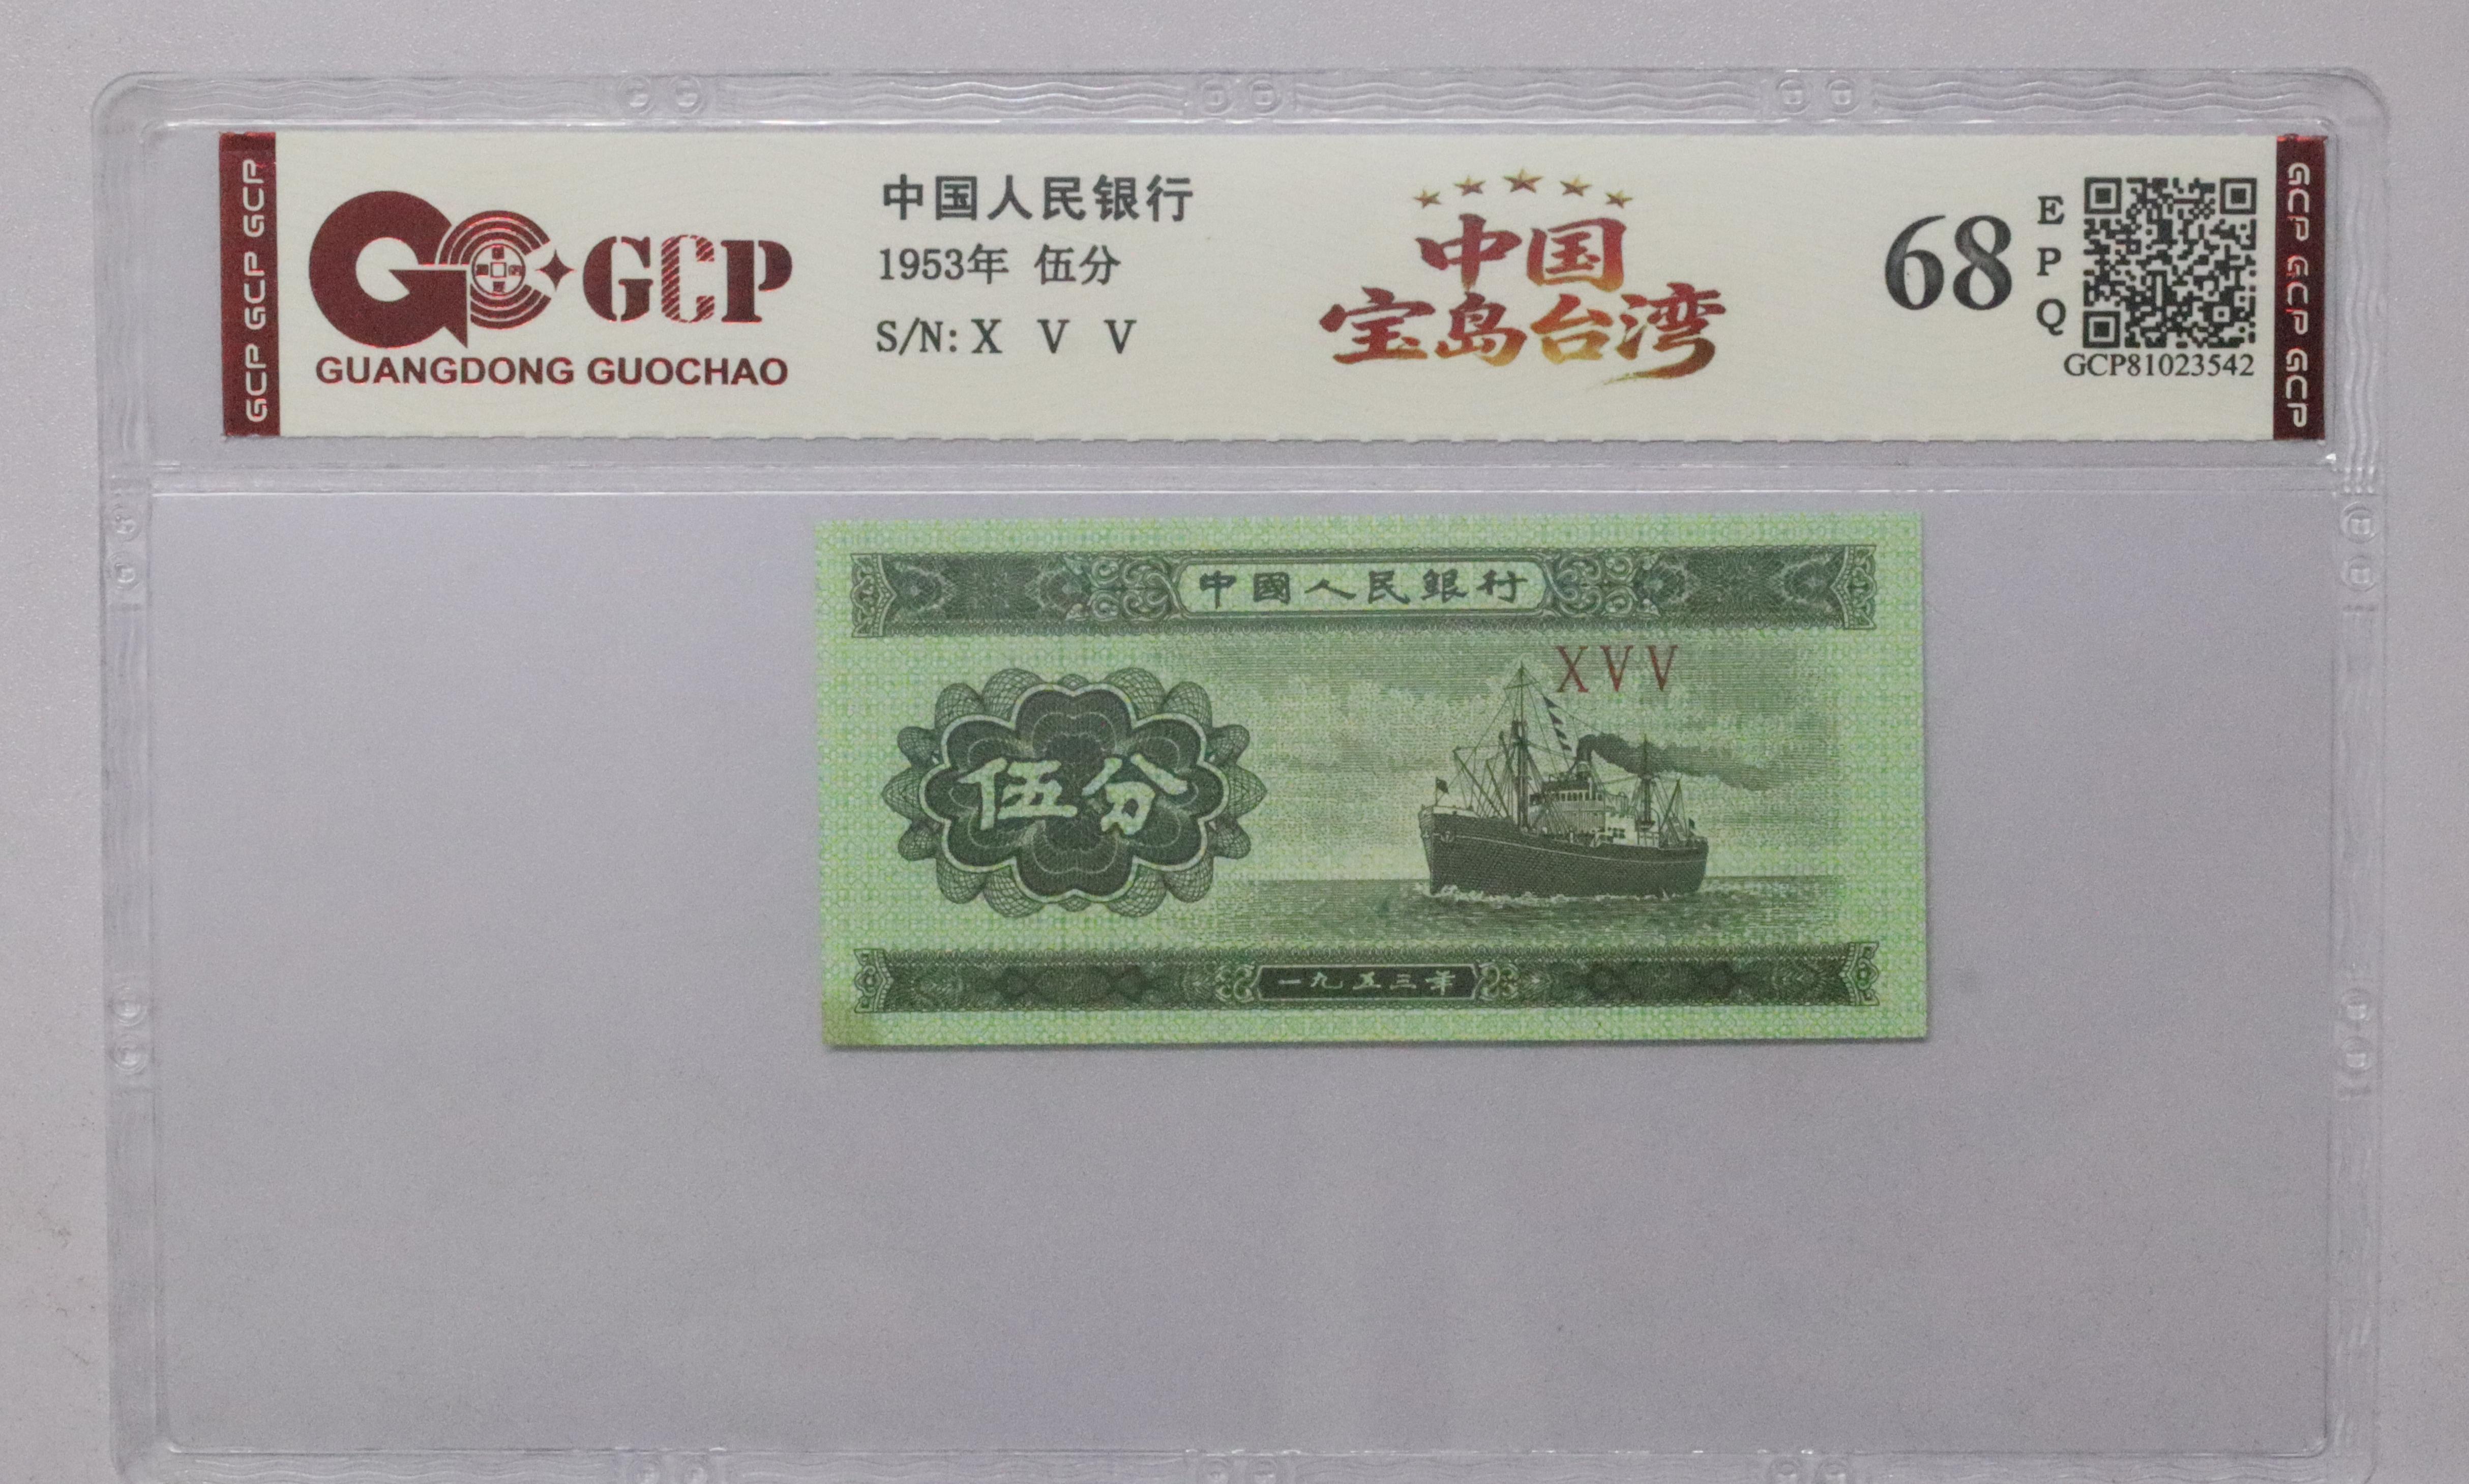 GCP GCP GCP
GCP
GUANGDONG GUOCHAO
中国人民银行
1953年 伍分
S/N: X V V
中国
宝岛台湾
68
E
P
Q
GCP81023542
GCP GCP GCP
中國人民銀行
XVV
伍分
一九五三年